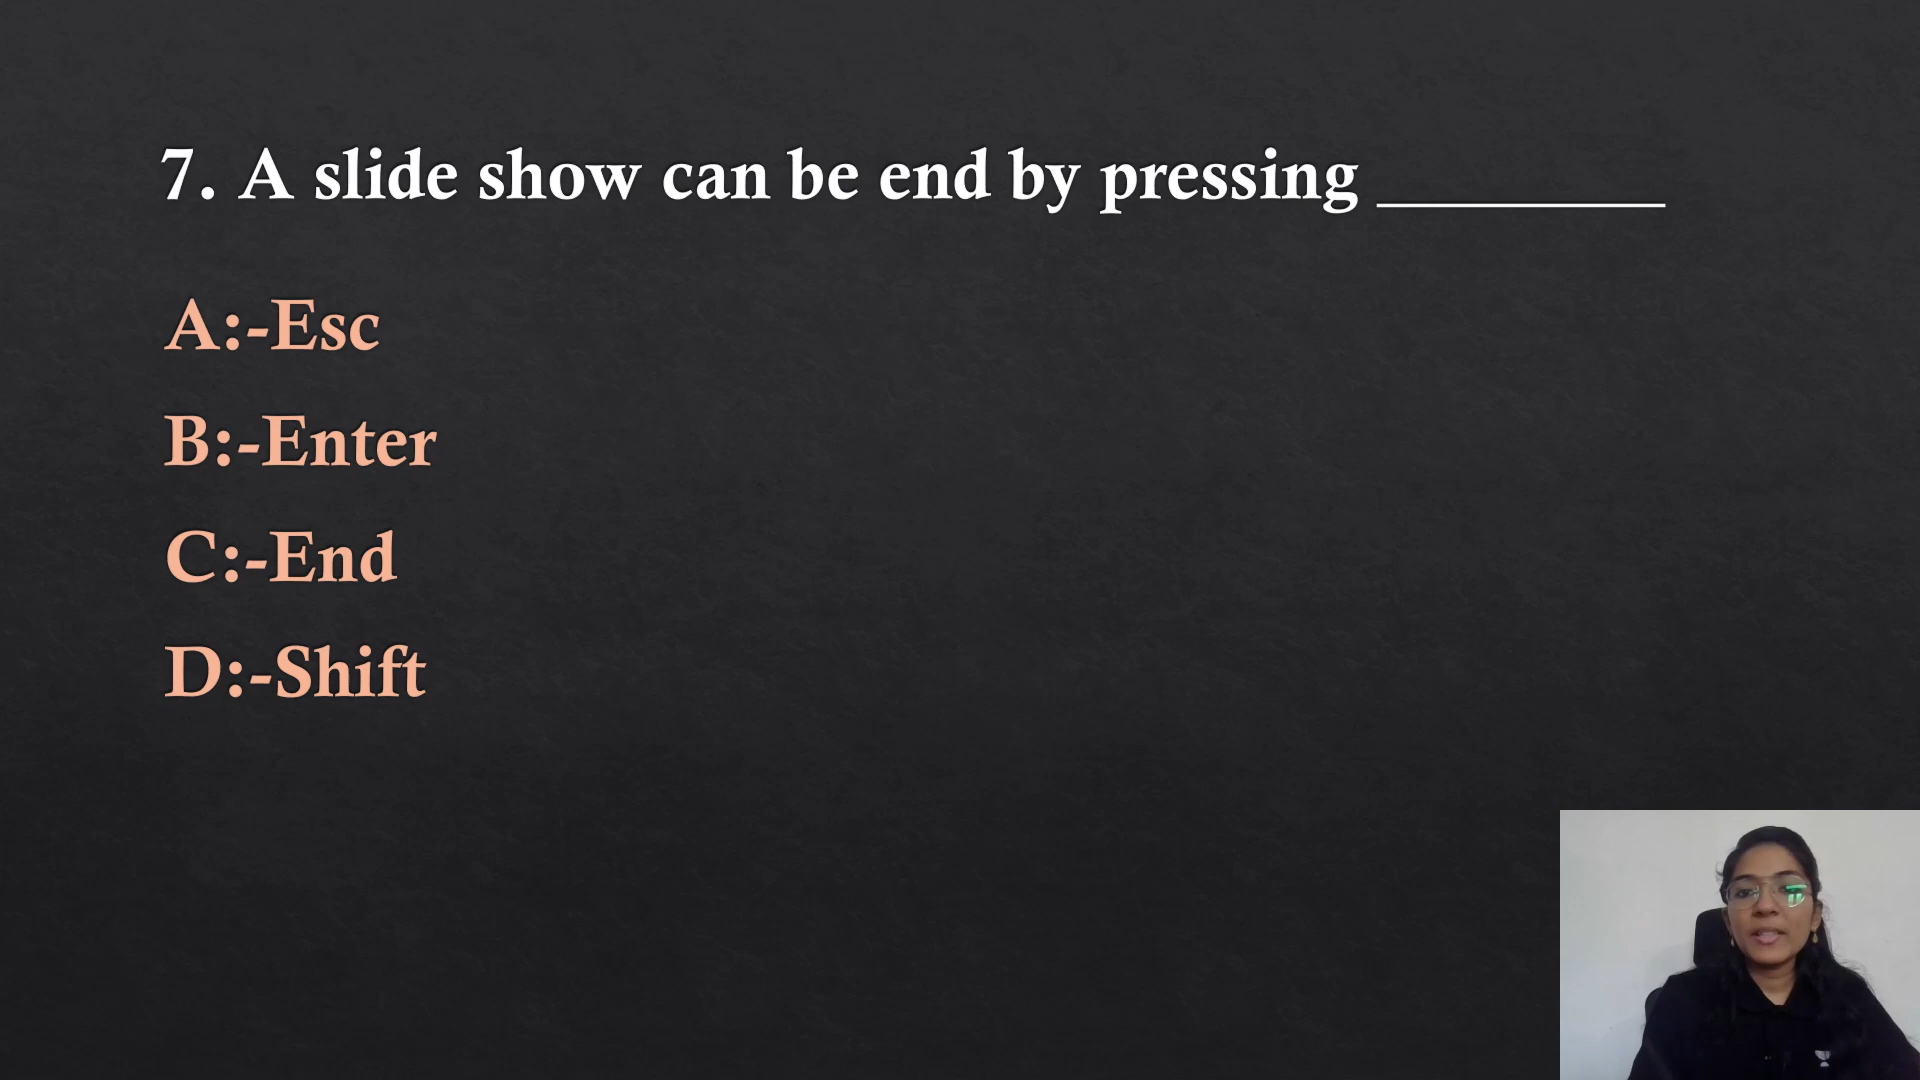 7. A slide show can be end by pressing ________
A:-Esc
B:-Enter
C:-End
D:-Shift